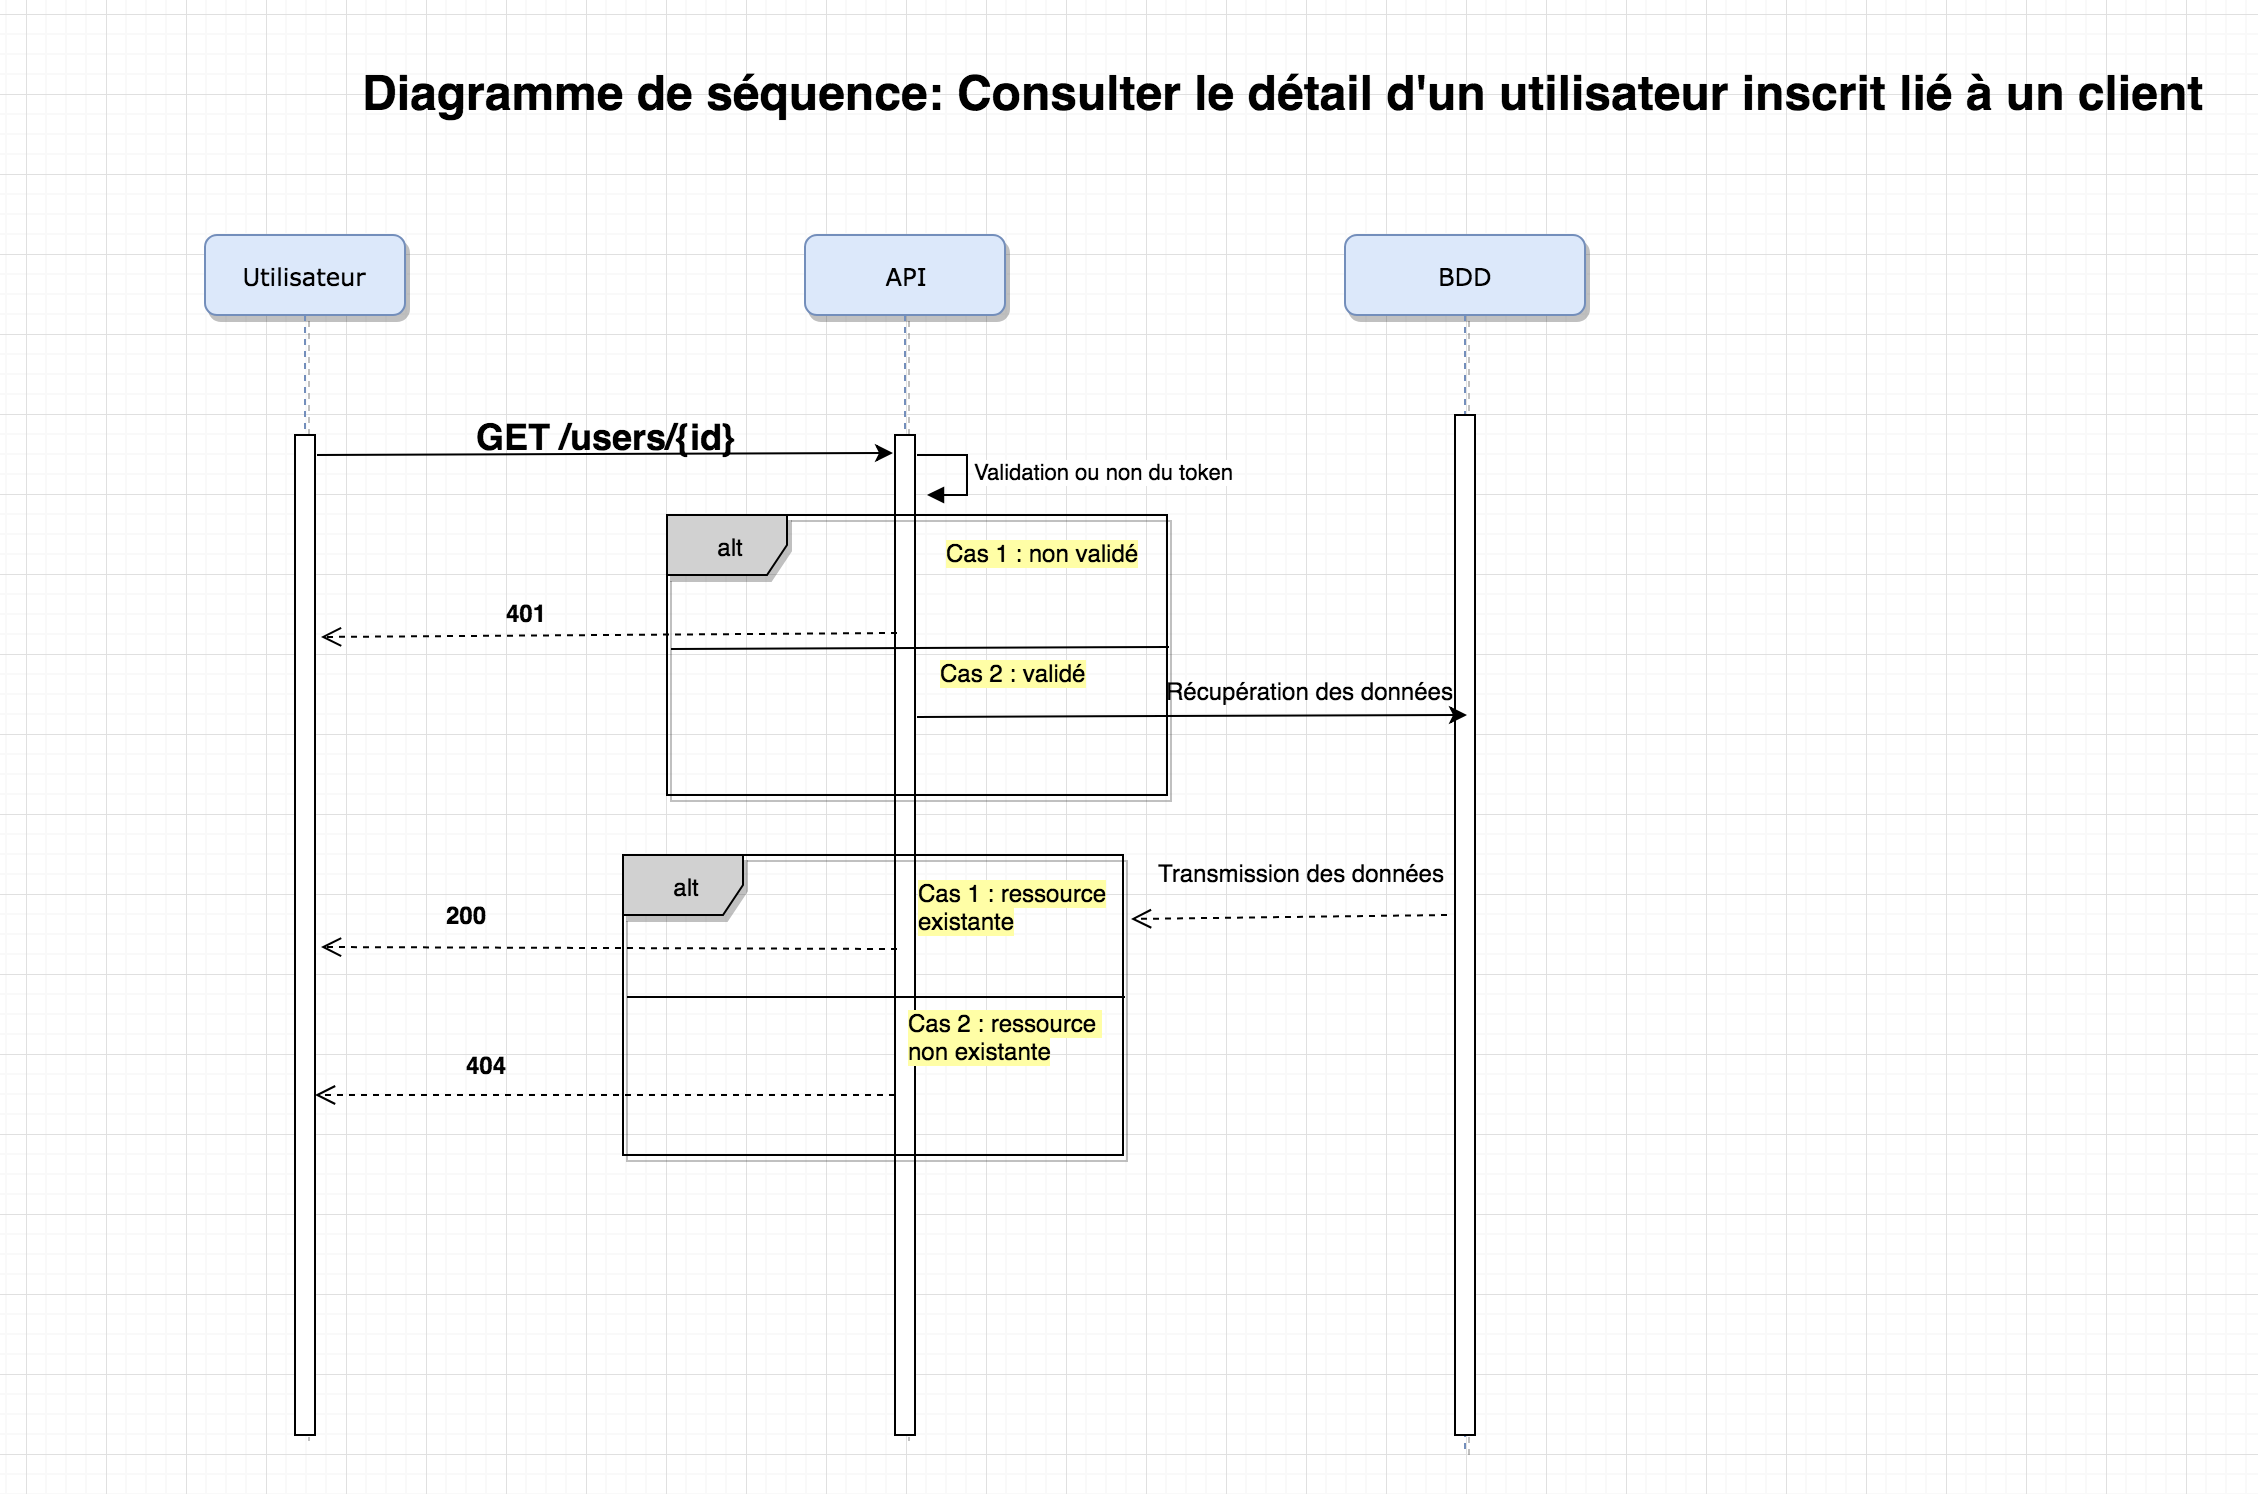 Diagramme de séquence: Consulter le détail d'un utilisateur inscrit lié à un client
Utilisateur
API
BDD
GET /users/{id}
Validation ou non du token
alt
Cas 1 : non validé
401
Cas 2 : validé
Récupération des données
Transmission des données
alt
Cas 1 : ressource
existante
200
Cas 2 : ressource
non existante
404